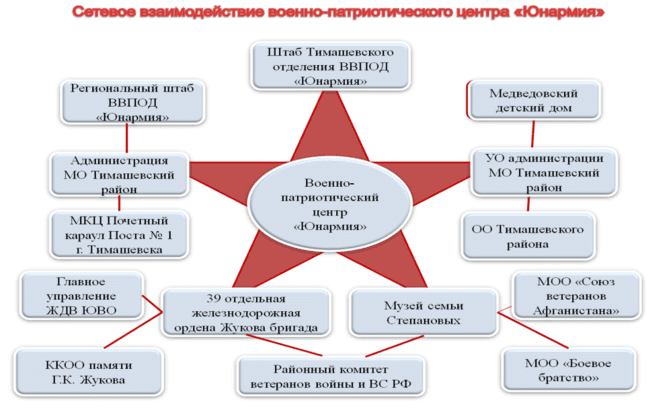 Сетевое взаимодействие военно-патриотического центра «Юнармия»
Штаб Тимашевского
отделения ВВПОД
«Юнармия»
Региональный штаб
ВВПОД
«Юнармия»
Медведовский
детский дом
Администрация
МО Тимашевский
район
УО администрации
МО Тимашевский
район
Военно-
патриотический
центр
«Юнармия»
МКЦ Почетный
караул Поста № 1
г. Тимашевска
ОО Тимашевского
района
Главное
управление
ЖДВ ЮВО
39 отдельная
железнодорожная
ордена Жукова бригада
Музей семьи
Степановых
МОО «Союз
ветеранов
Афганистана»
ККОО памяти
Г.К. Жукова
Районный комитет
ветеранов войны и ВС РФ
МОО «Боевое
братство»